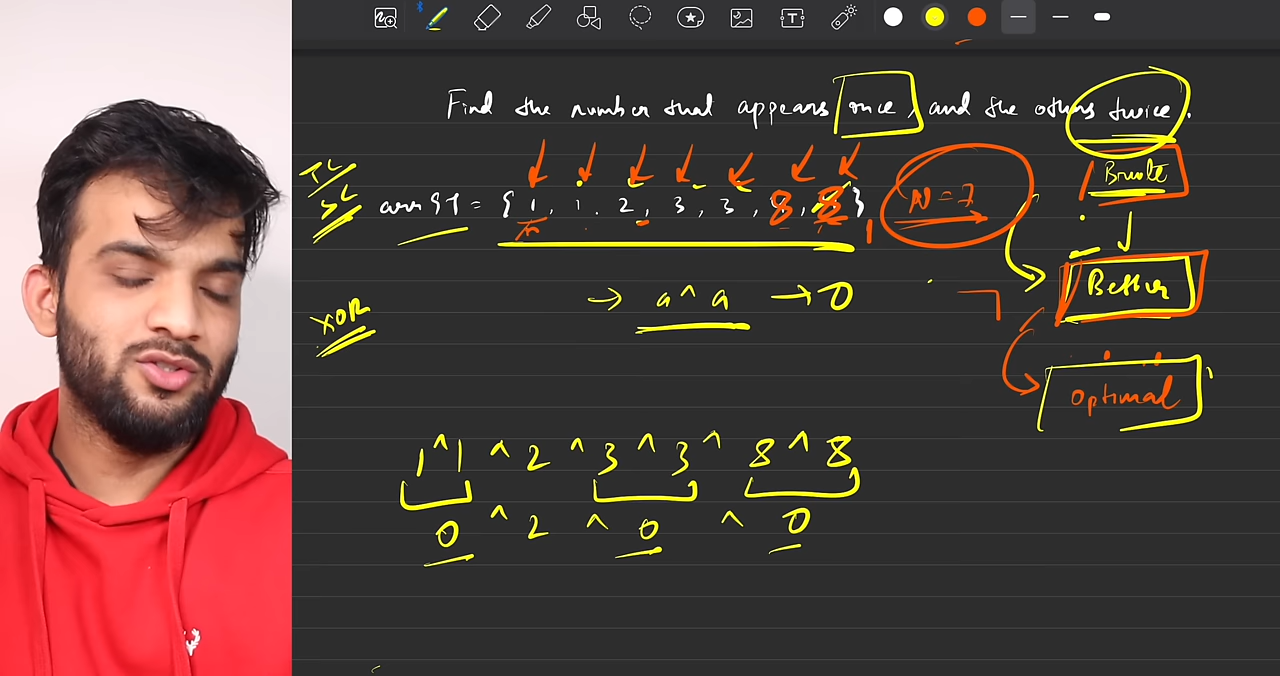 Find the number that appears once, and the others twice.
TC
SC
arr[] = { 1, 1, 2, 3, 3, 8, 8 }
N = 7
Brute
XOR
→ a ^ a → 0
Better
Optimal
1 ^ 1 ^ 2 ^ 3 ^ 3 ^ 8 ^ 8
0 ^ 2 ^ 0 ^ 0